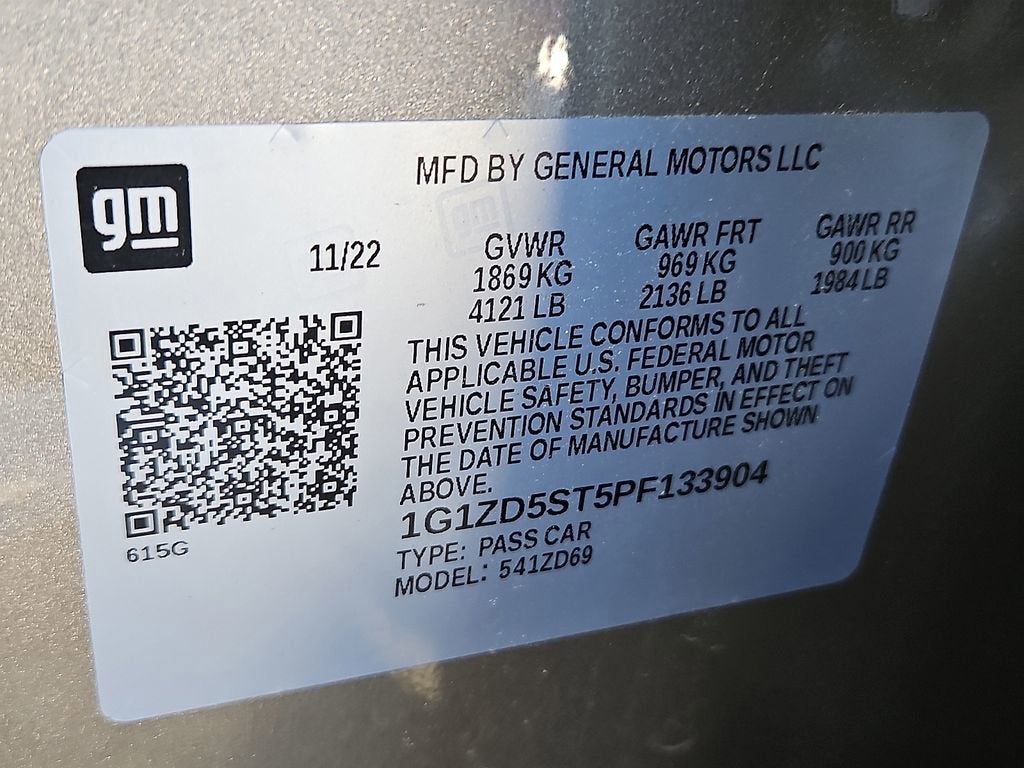 gm
MFD BY GENERAL MOTORS LLC
11/22
GVWR
1869 KG
4121 LB
GAWR FRT
969 KG
2136 LB
GAWR RR
900 KG
1984 LB
THIS VEHICLE CONFORMS TO ALL
APPLICABLE U.S. FEDERAL MOTOR
VEHICLE SAFETY, BUMPER, AND THEFT
PREVENTION STANDARDS IN EFFECT ON
THE DATE OF MANUFACTURE SHOWN
ABOVE.
1G1ZD5ST5PF133904
TYPE: PASS CAR
MODEL: 541ZD69
615G